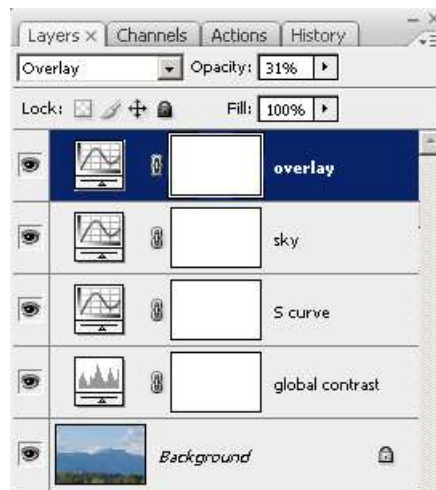 Layers × Channels Actions History
Overlay Opacity: 31%
Lock: Fill: 100%
overlay
sky
S curve
global contrast
Background